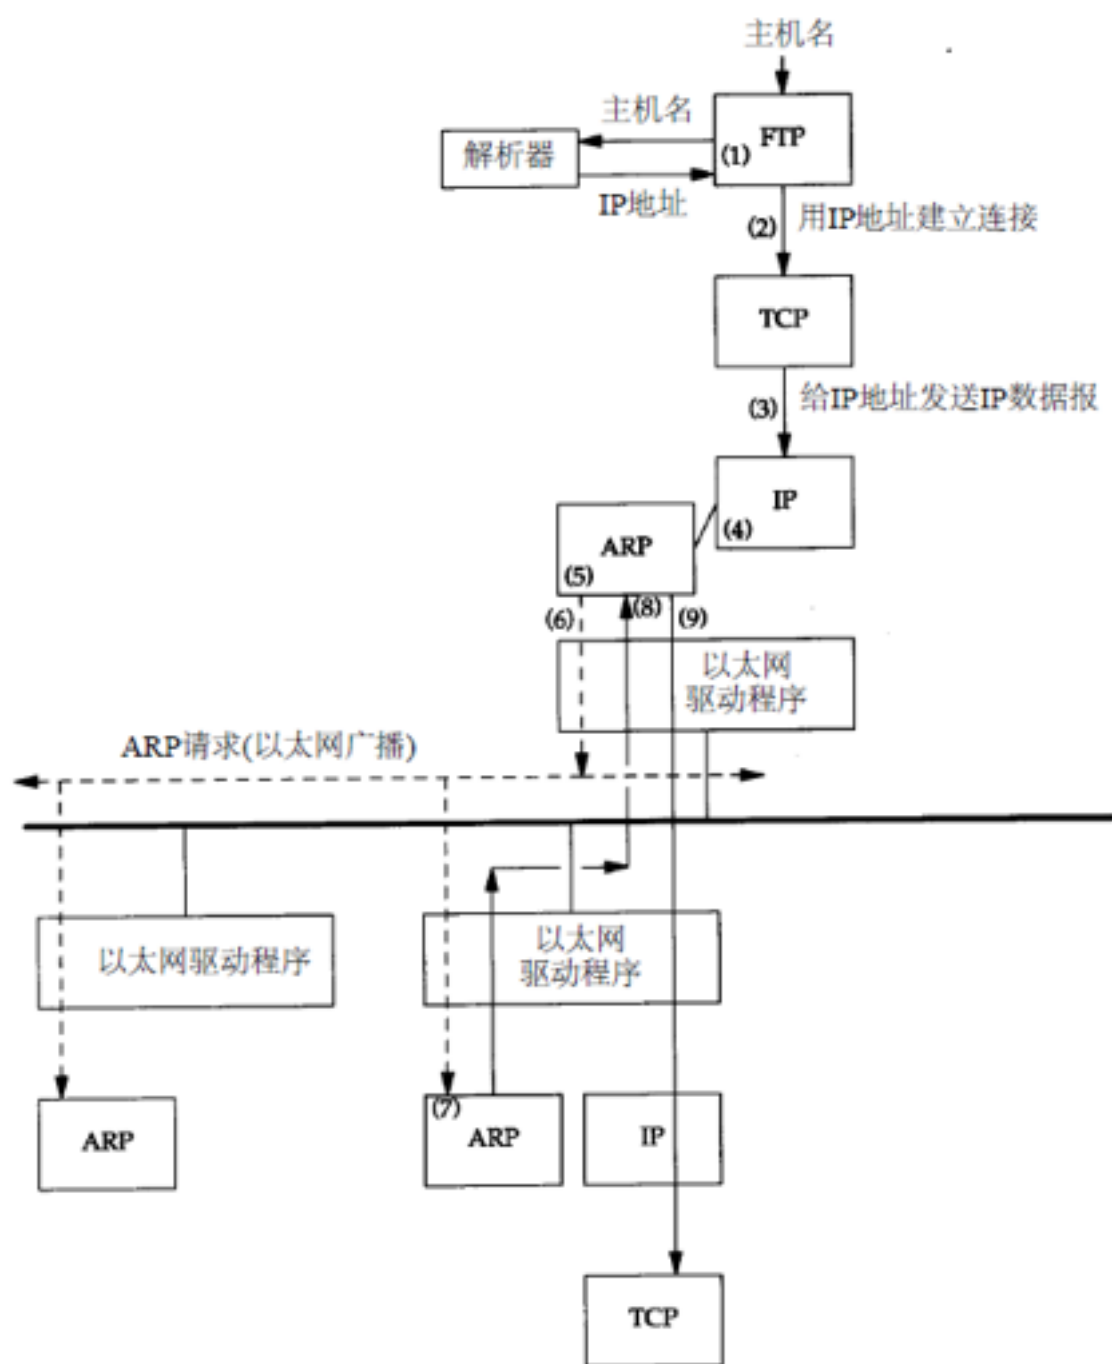 主机名
主机名
FTP
(1)
解析器
IP地址
(2)
用IP地址建立连接
TCP
(3)
给IP地址发送IP数据报
IP
(4)
ARP
(5)
(6)
(8)
(9)
以太网
驱动程序
ARP请求(以太网广播)
以太网驱动程序
以太网
驱动程序
ARP
(7)
ARP
IP
TCP